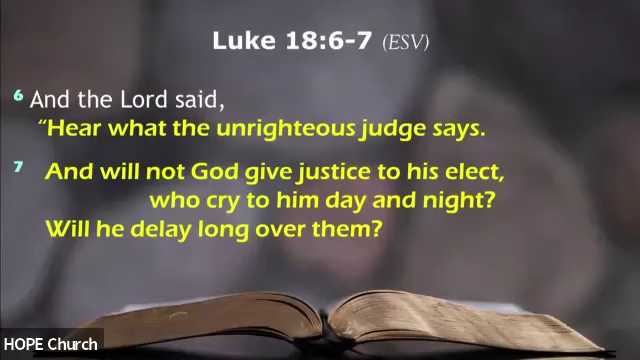 Luke 18:6-7 (ESV)
6 And the Lord said,
“Hear what the unrighteous judge says.
7 And will not God give justice to his elect,
who cry to him day and night?
Will he delay long over them?
HOPE Church